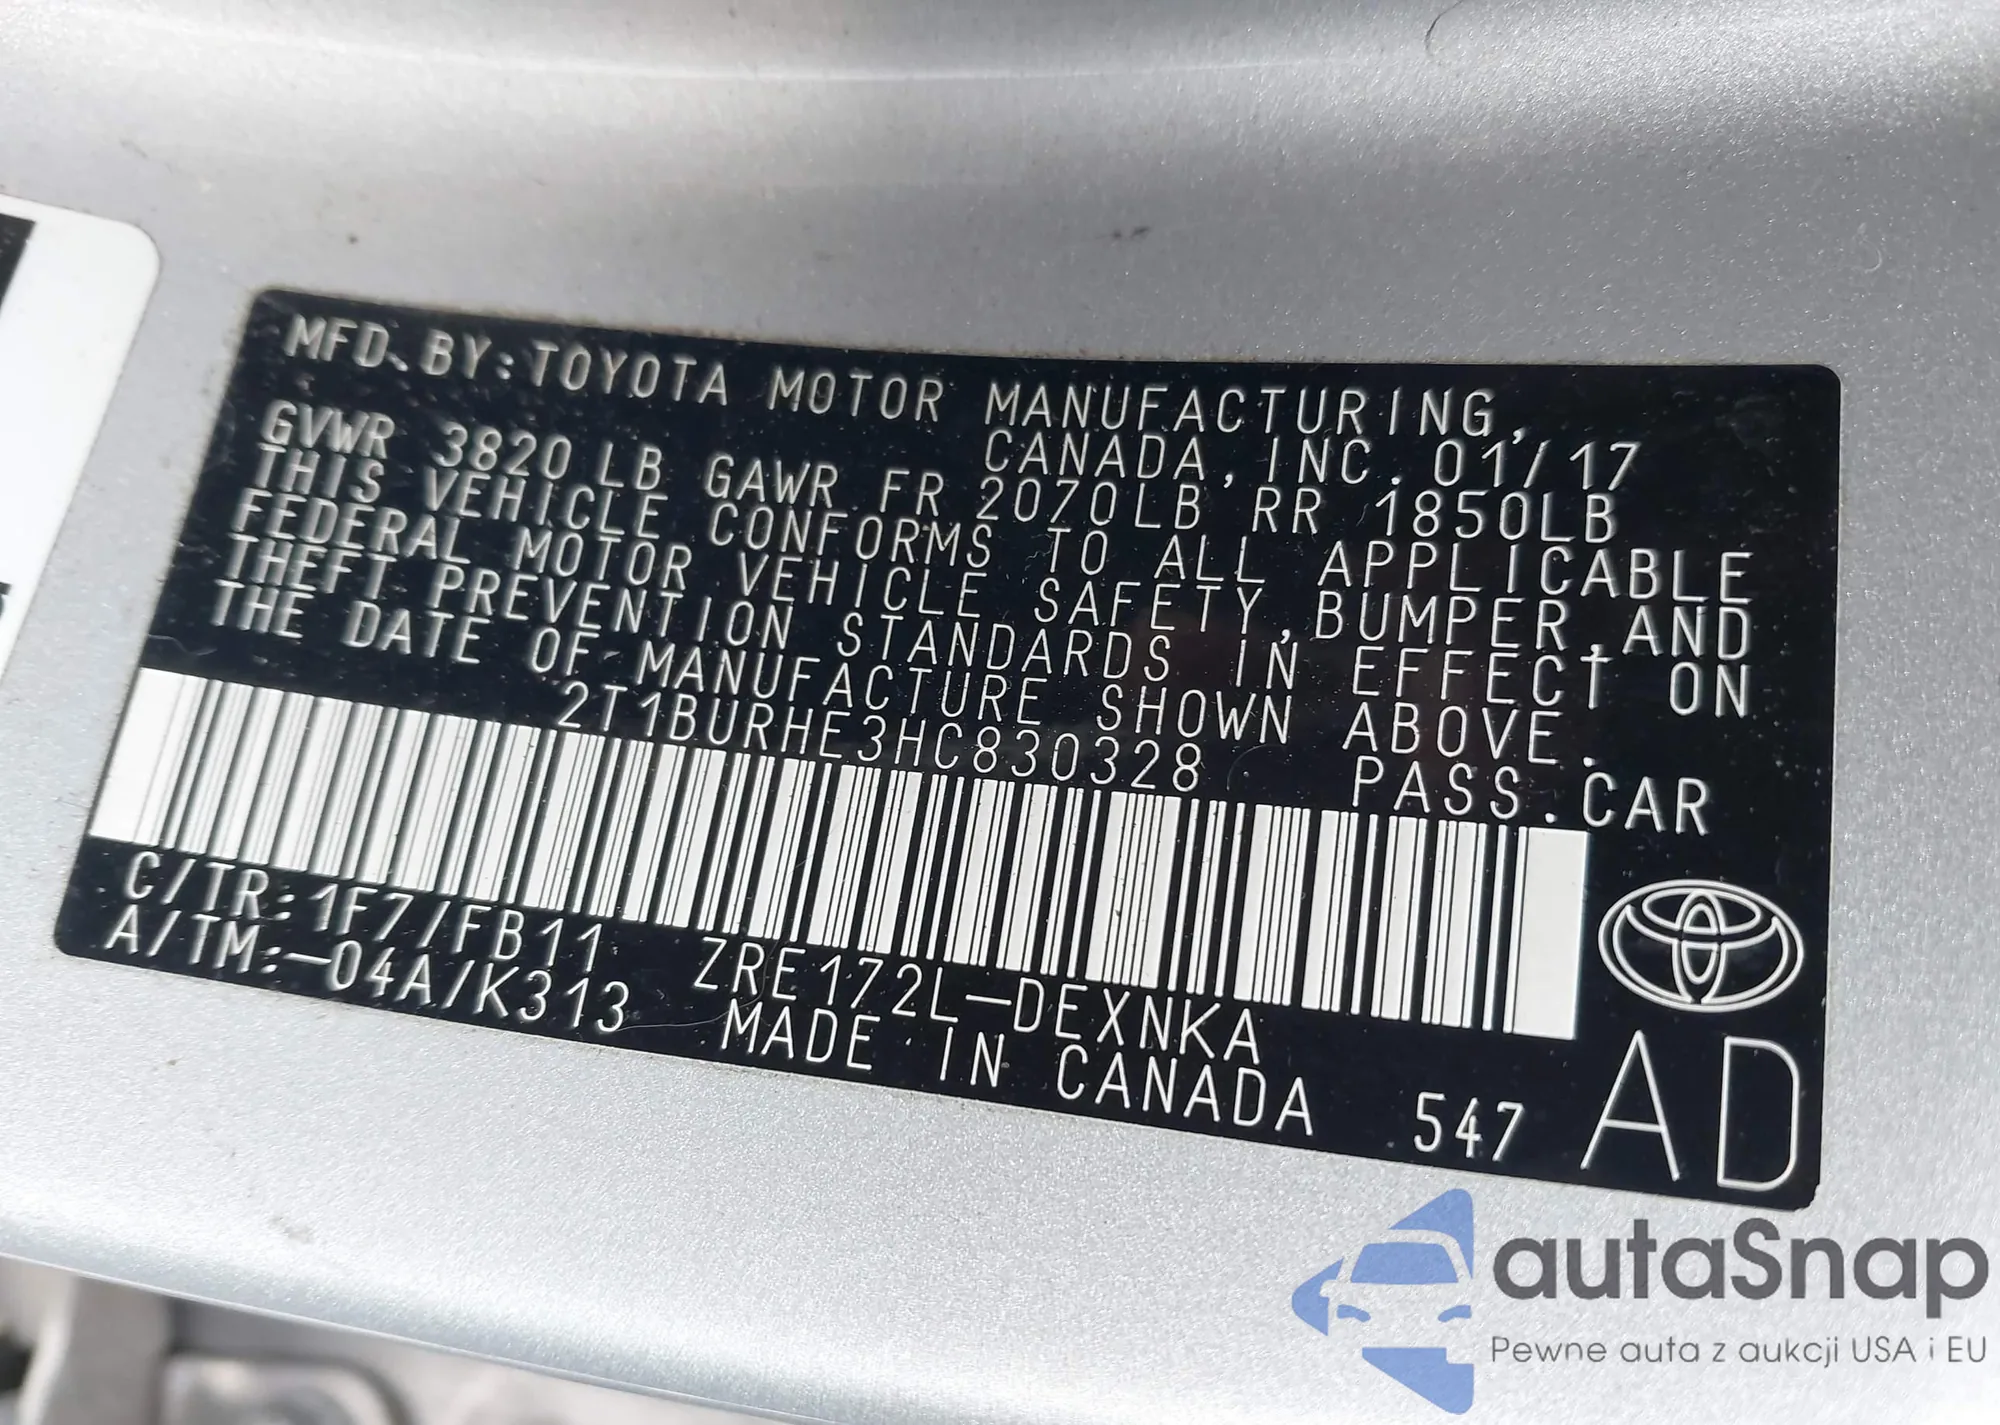 MFD. BY: TOYOTA MOTOR MANUFACTURING,
CANADA, INC. 01/17
GVWR 3820 LB GAWR FR 2070LB RR 1850LB
THIS VEHICLE CONFORMS TO ALL APPLICABLE
FEDERAL MOTOR VEHICLE SAFETY, BUMPER, AND
THEFT PREVENTION STANDARDS IN EFFECT ON
THE DATE OF MANUFACTURE SHOWN ABOVE.
2T1BURHE3HC830328 PASS. CAR
C/TR: 1F7/FB11 ZRE172L-DEXNKA
A/TM: -04A/K313 MADE IN CANADA 547 AD
autaSnap
Pewne auta z aukcji USA i EU